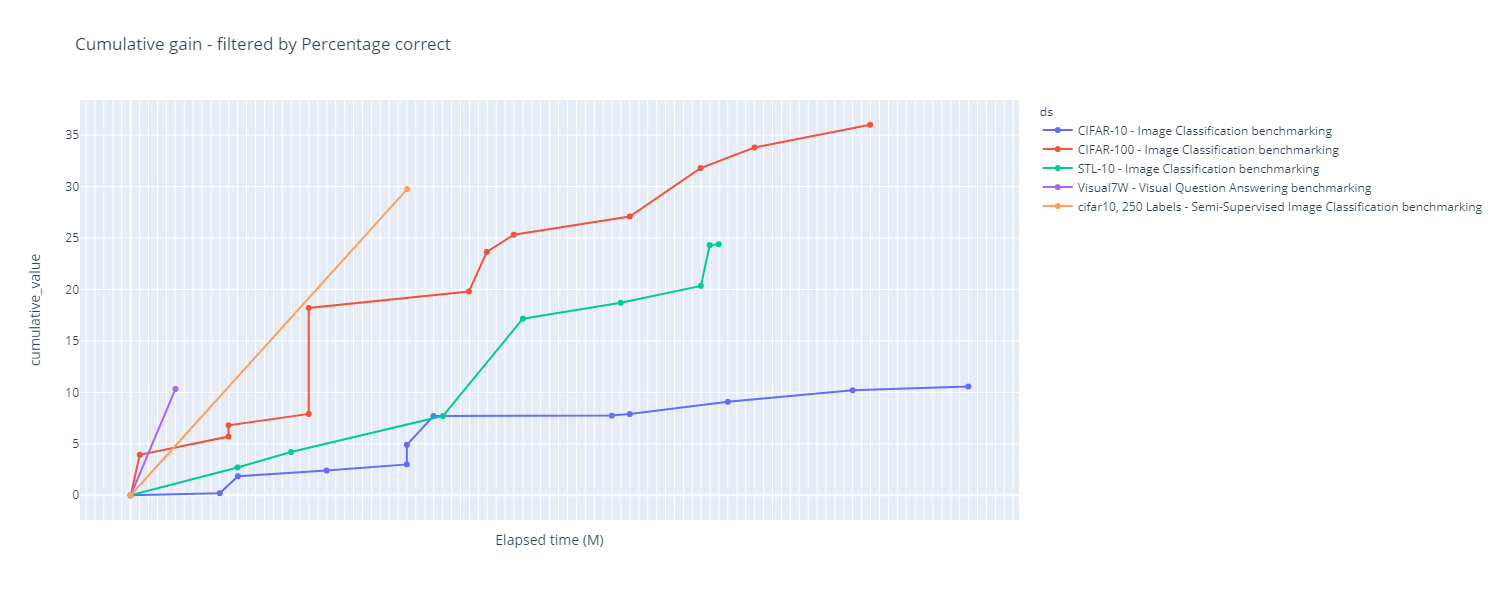 Cumulative gain - filtered by Percentage correct
ds
CIFAR-10 - Image Classification benchmarking
CIFAR-100 - Image Classification benchmarking
STL-10 - Image Classification benchmarking
Visual7W - Visual Question Answering benchmarking
cifar10, 250 Labels - Semi-Supervised Image Classification benchmarking
35
30
25
20
15
10
5
0
cumulative_value
Elapsed time (M)